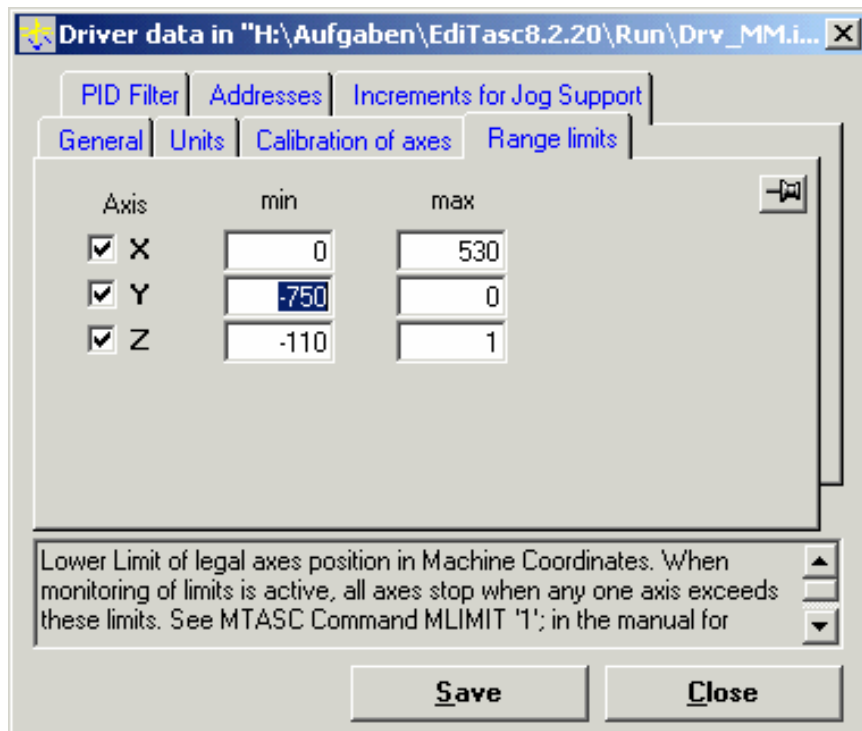 Driver data in "H:\Aufgaben\EdiTasc8.2.20\Run\Drv_MM.i...
PID Filter Addresses Increments for Jog Support
General Units Calibration of axes Range limits
Axis min max
X 0 530
Y -750 0
Z -110 1
Lower Limit of legal axes position in Machine Coordinates. When
monitoring of limits is active, all axes stop when any one axis exceeds
these limits. See MTASC Command MLIMIT '1'; in the manual for
Save Close